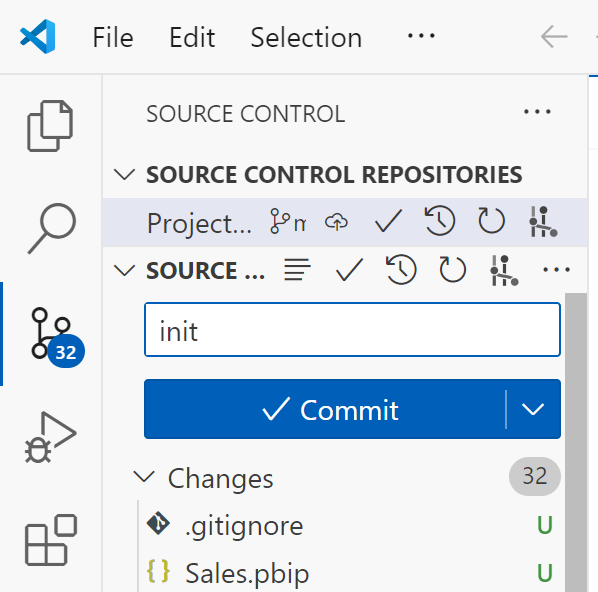 File Edit Selection ...
SOURCE CONTROL ...
SOURCE CONTROL REPOSITORIES
Project...
SOURCE ... ...
32
init
Commit
Changes 32
.gitignore U
{} Sales.pbip U